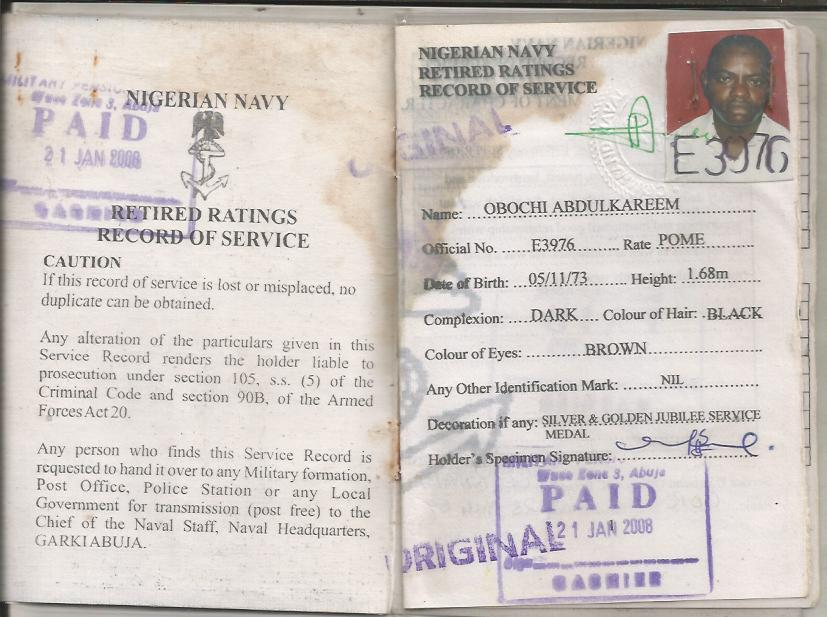 MILITARY PENSIO
Wuse Zone 3, Abuja
PAID
21 JAN 2008
CASHIER
NIGERIAN NAVY
RETIRED RATINGS
RECORD OF SERVICE
CAUTION
If this record of service is lost or misplaced, no
duplicate can be obtained.
Any alteration of the particulars given in this
Service Record renders the holder liable to
prosecution under section 105, s.s. (5) of the
Criminal Code and section 90B, of the Armed
Forces Act 20.
Any person who finds this Service Record is
requested to hand it over to any Military formation,
Post Office, Police Station or any Local
Government for transmission (post free) to the
Chief of the Naval Staff, Naval Headquarters,
GARKI ABUJA.
NIGERIAN NAVY
RETIRED RATINGS
RECORD OF SERVICE
E3976
Name: OBOCHI ABDULKAREEM
Official No. E3976 Rate POME
Date of Birth: 05/11/73 Height: 1.68m
Complexion: DARK Colour of Hair: BLACK
Colour of Eyes: BROWN
Any Other Identification Mark: NIL
Decoration if any: SILVER & GOLDEN JUBILEE SERVICE
MEDAL
Holder's Specimen Signature:
Wuse Zone 3, Abuja
PAID
21 JAN 2008
CASHIER
ORIGINAL